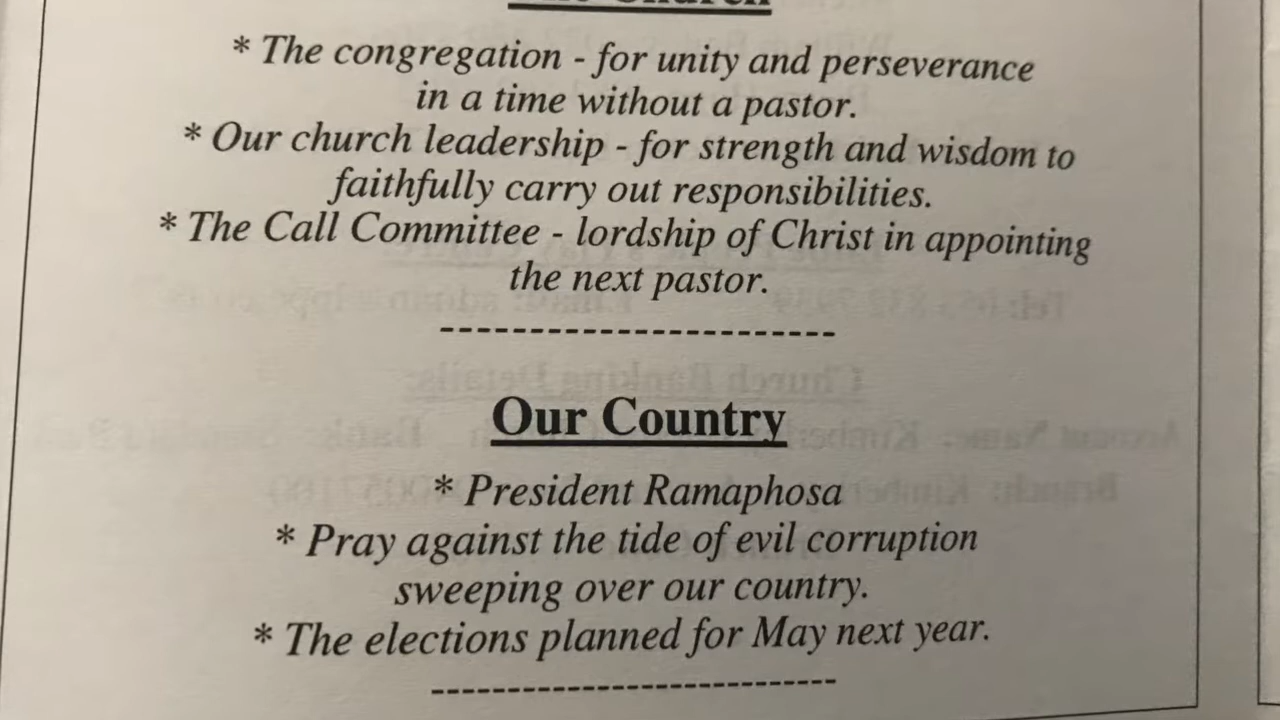 Church
* The congregation - for unity and perseverance
in a time without a pastor.
* Our church leadership - for strength and wisdom to
faithfully carry out responsibilities.
* The Call Committee - lordship of Christ in appointing
the next pastor.
-----------------------
Our Country
* President Ramaphosa
* Pray against the tide of evil corruption
sweeping over our country.
* The elections planned for May next year.
-----------------------